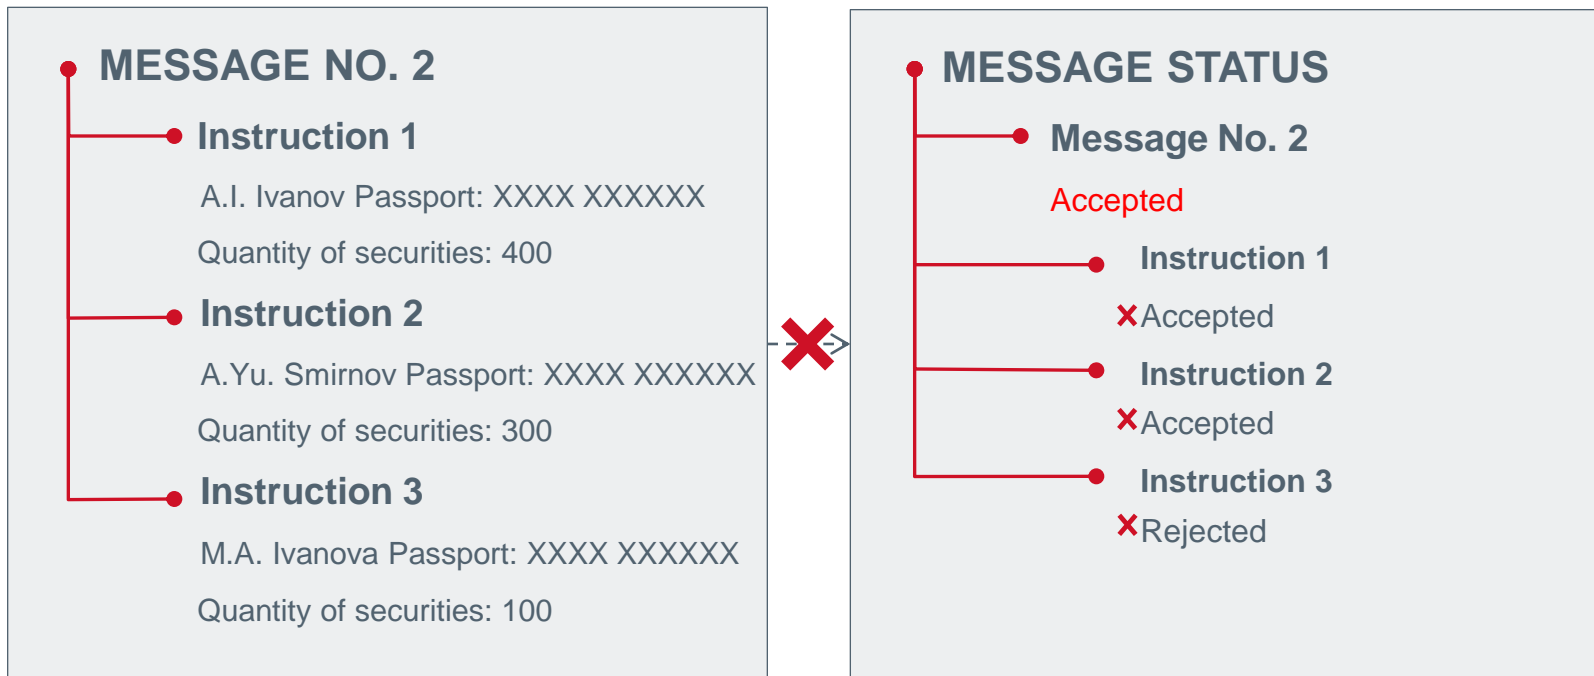 MESSAGE NO. 2
Instruction 1
A.I. Ivanov Passport: XXXX XXXXXX
Quantity of securities: 400
Instruction 2
A.Yu. Smirnov Passport: XXXX XXXXXX
Quantity of securities: 300
Instruction 3
M.A. Ivanova Passport: XXXX XXXXXX
Quantity of securities: 100
MESSAGE STATUS
Message No. 2
Accepted
Instruction 1
Accepted
Instruction 2
Accepted
Instruction 3
Rejected